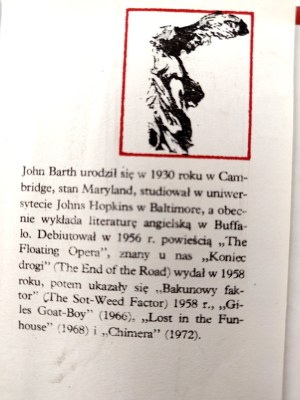 John Barth urodził się w 1930 roku w Cam-
bridge, stan Maryland, studiował w uniwer-
sytecie Johns Hopkins w Baltimore, a obec-
nie wykłada literaturę angielską w Buffa-
lo. Debiutował w 1956 r. powieścią „The
Floating Opera", znany u nas „Koniec
drogi" (The End of the Road) wydał w 1958
roku, potem ukazały się „Bakunowy fak-
tor" (The Sot-Weed Factor) 1958 r., „Gi-
les Goat-Boy" (1966), „Lost in the Fun-
house" (1968) i „Chimera" (1972).